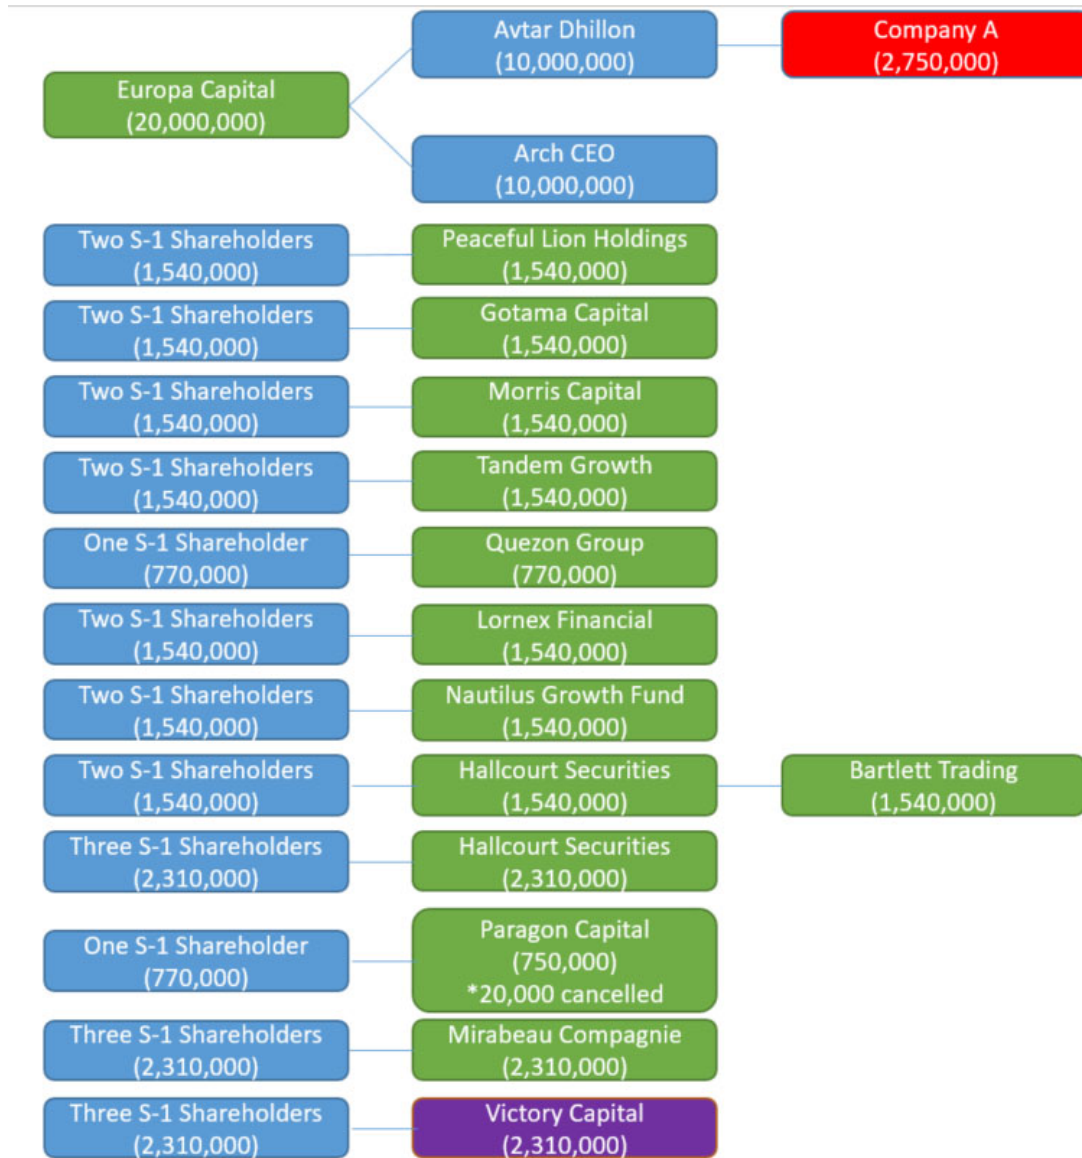 Avtar Dhillon
(10,000,000)
Company A
(2,750,000)
Europa Capital
(20,000,000)
Arch CEO
(10,000,000)
Two S-1 Shareholders
(1,540,000)
Peaceful Lion Holdings
(1,540,000)
Two S-1 Shareholders
(1,540,000)
Gotama Capital
(1,540,000)
Two S-1 Shareholders
(1,540,000)
Morris Capital
(1,540,000)
Two S-1 Shareholders
(1,540,000)
Tandem Growth
(1,540,000)
One S-1 Shareholder
(770,000)
Quezon Group
(770,000)
Two S-1 Shareholders
(1,540,000)
Lornex Financial
(1,540,000)
Two S-1 Shareholders
(1,540,000)
Nautilus Growth Fund
(1,540,000)
Two S-1 Shareholders
(1,540,000)
Hallcourt Securities
(1,540,000)
Bartlett Trading
(1,540,000)
Three S-1 Shareholders
(2,310,000)
Hallcourt Securities
(2,310,000)
One S-1 Shareholder
(770,000)
Paragon Capital
(750,000)
*20,000 cancelled
Three S-1 Shareholders
(2,310,000)
Mirabeau Compagnie
(2,310,000)
Three S-1 Shareholders
(2,310,000)
Victory Capital
(2,310,000)